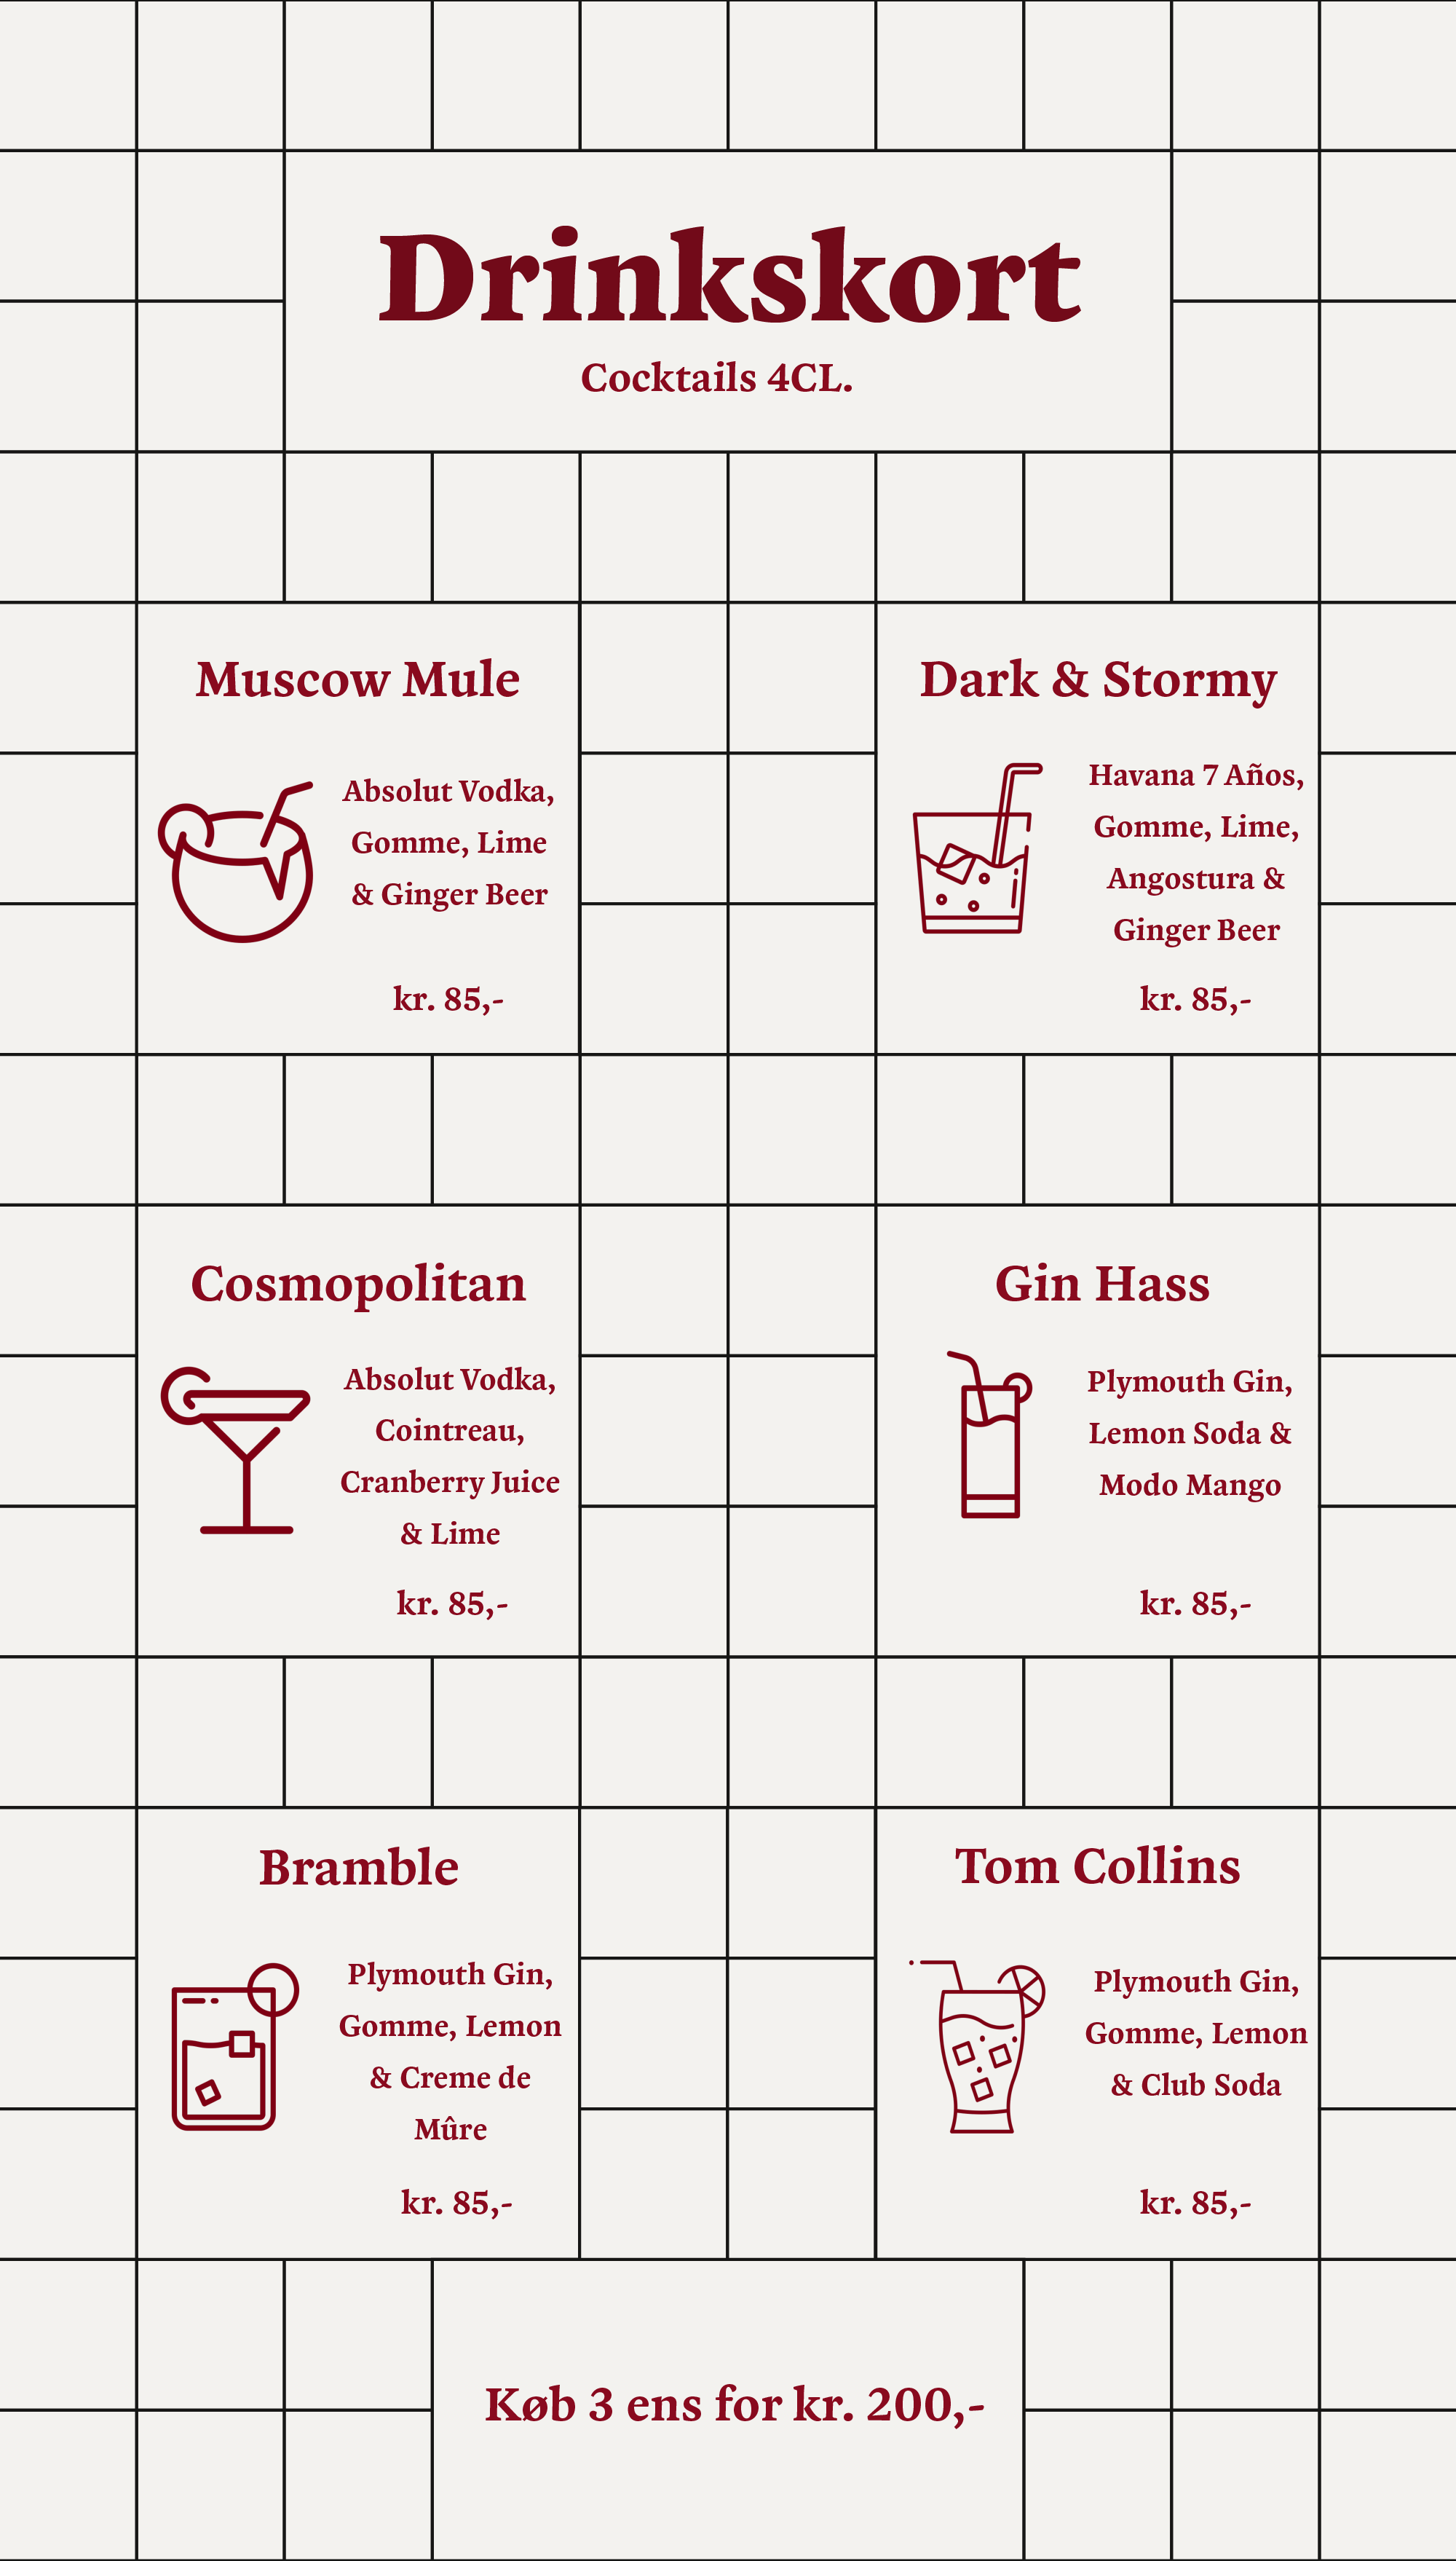 Drinkskort
Cocktails 4CL.
Muscow Mule
Absolut Vodka,
Gomme, Lime
& Ginger Beer
kr. 85,-
Dark & Stormy
Havana 7 Años,
Gomme, Lime,
Angostura &
Ginger Beer
kr. 85,-
Cosmopolitan
Absolut Vodka,
Cointreau,
Cranberry Juice
& Lime
kr. 85,-
Gin Hass
Plymouth Gin,
Lemon Soda &
Modo Mango
kr. 85,-
Bramble
Plymouth Gin,
Gomme, Lemon
& Creme de
Mûre
kr. 85,-
Tom Collins
Plymouth Gin,
Gomme, Lemon
& Club Soda
kr. 85,-
Køb 3 ens for kr. 200,-